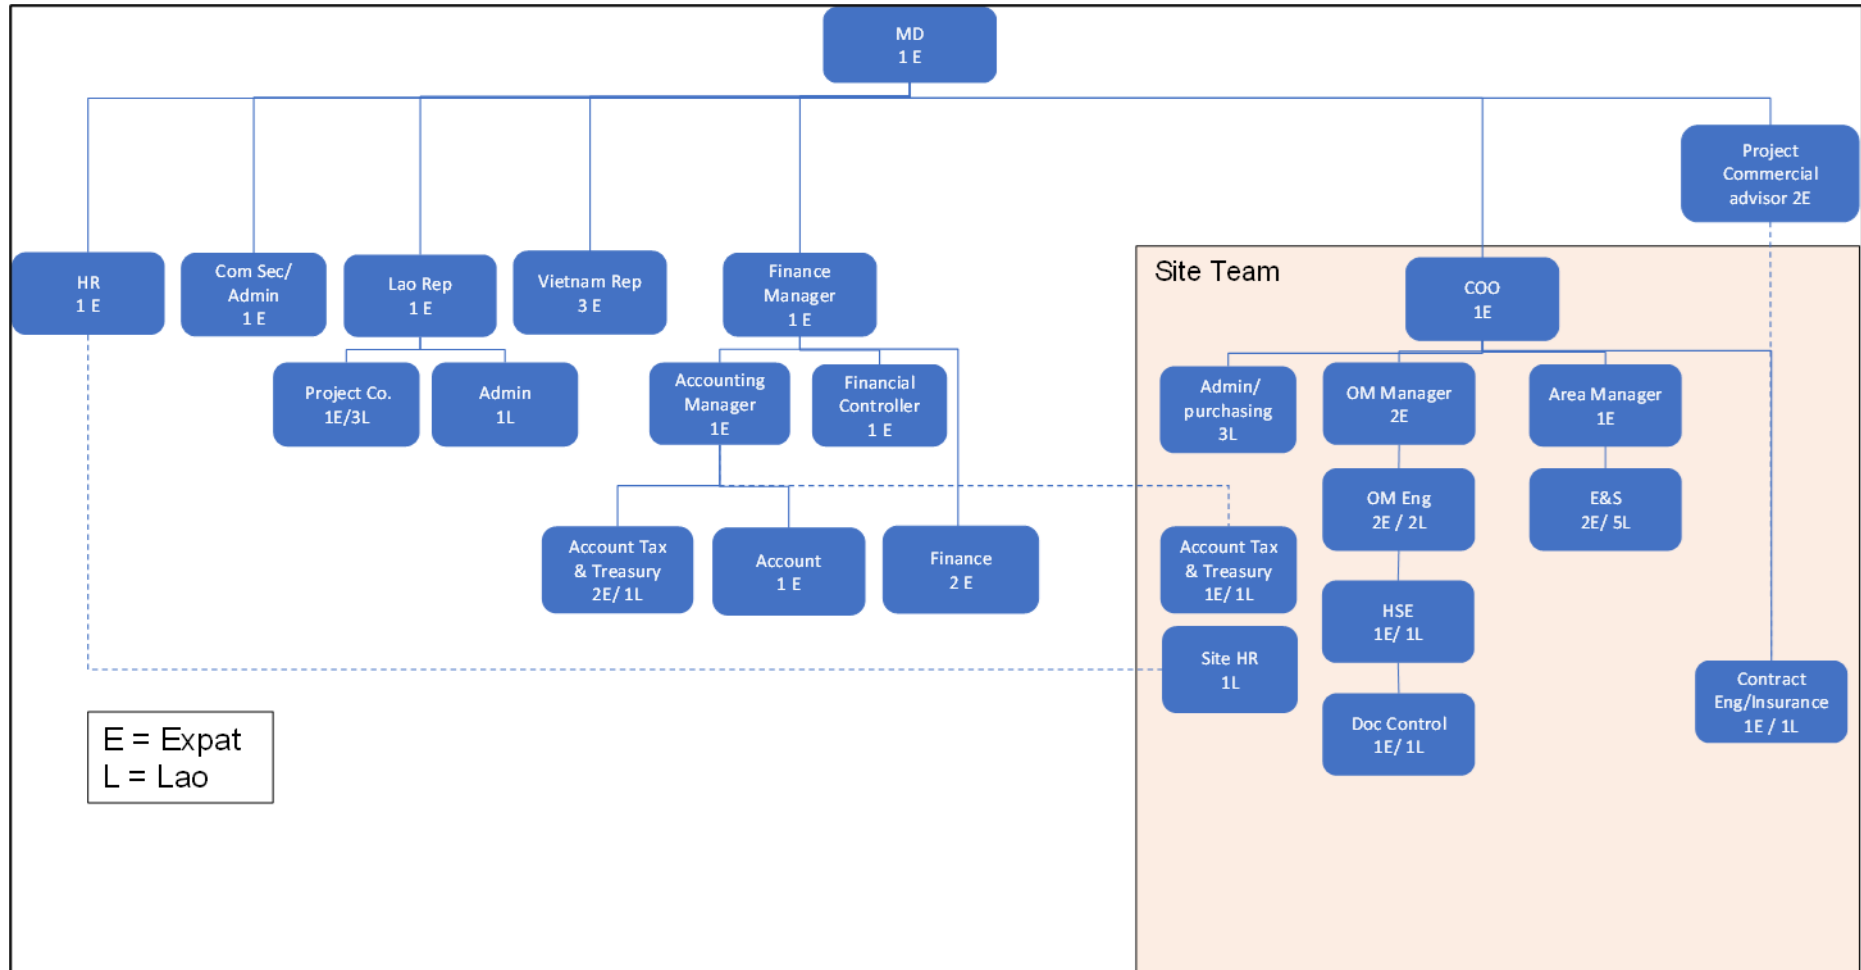 MD
1 E
Project
Commercial
advisor 2E
HR
1 E
Com Sec/
Admin
1 E
Lao Rep
1 E
Vietnam Rep
3 E
Finance
Manager
1 E
Site Team
COO
1E
Project Co.
1E/3L
Admin
1L
Accounting
Manager
1E
Financial
Controller
1 E
Admin/
purchasing
3L
OM Manager
2E
Area Manager
1E
Account Tax
& Treasury
2E/ 1L
Account
1 E
Finance
2 E
Account Tax
& Treasury
1E/ 1L
OM Eng
2E / 2L
E&S
2E/ 5L
HSE
1E/ 1L
Site HR
1L
Doc Control
1E/ 1L
Contract
Eng/Insurance
1E / 1L
E = Expat
L = Lao